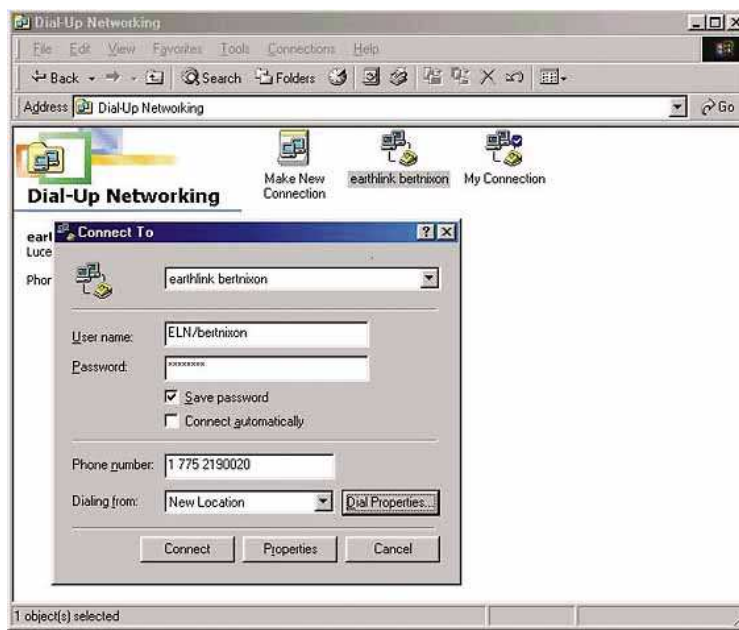 Dial-Up Networking
File Edit View Favorites Tools Connections Help
Back Search Folders
Address Dial-Up Networking Go
Dial-Up Networking
Make New Connection
earthlink bertnixon
My Connection
earl
Luce
Phor
Connect To
earthlink bertnixon
User name: ELN/bertnixon
Password: ********
Save password
Connect automatically
Phone number: 1 775 2190020
Dialing from: New Location Dial Properties...
Connect Properties Cancel
1 object(s) selected